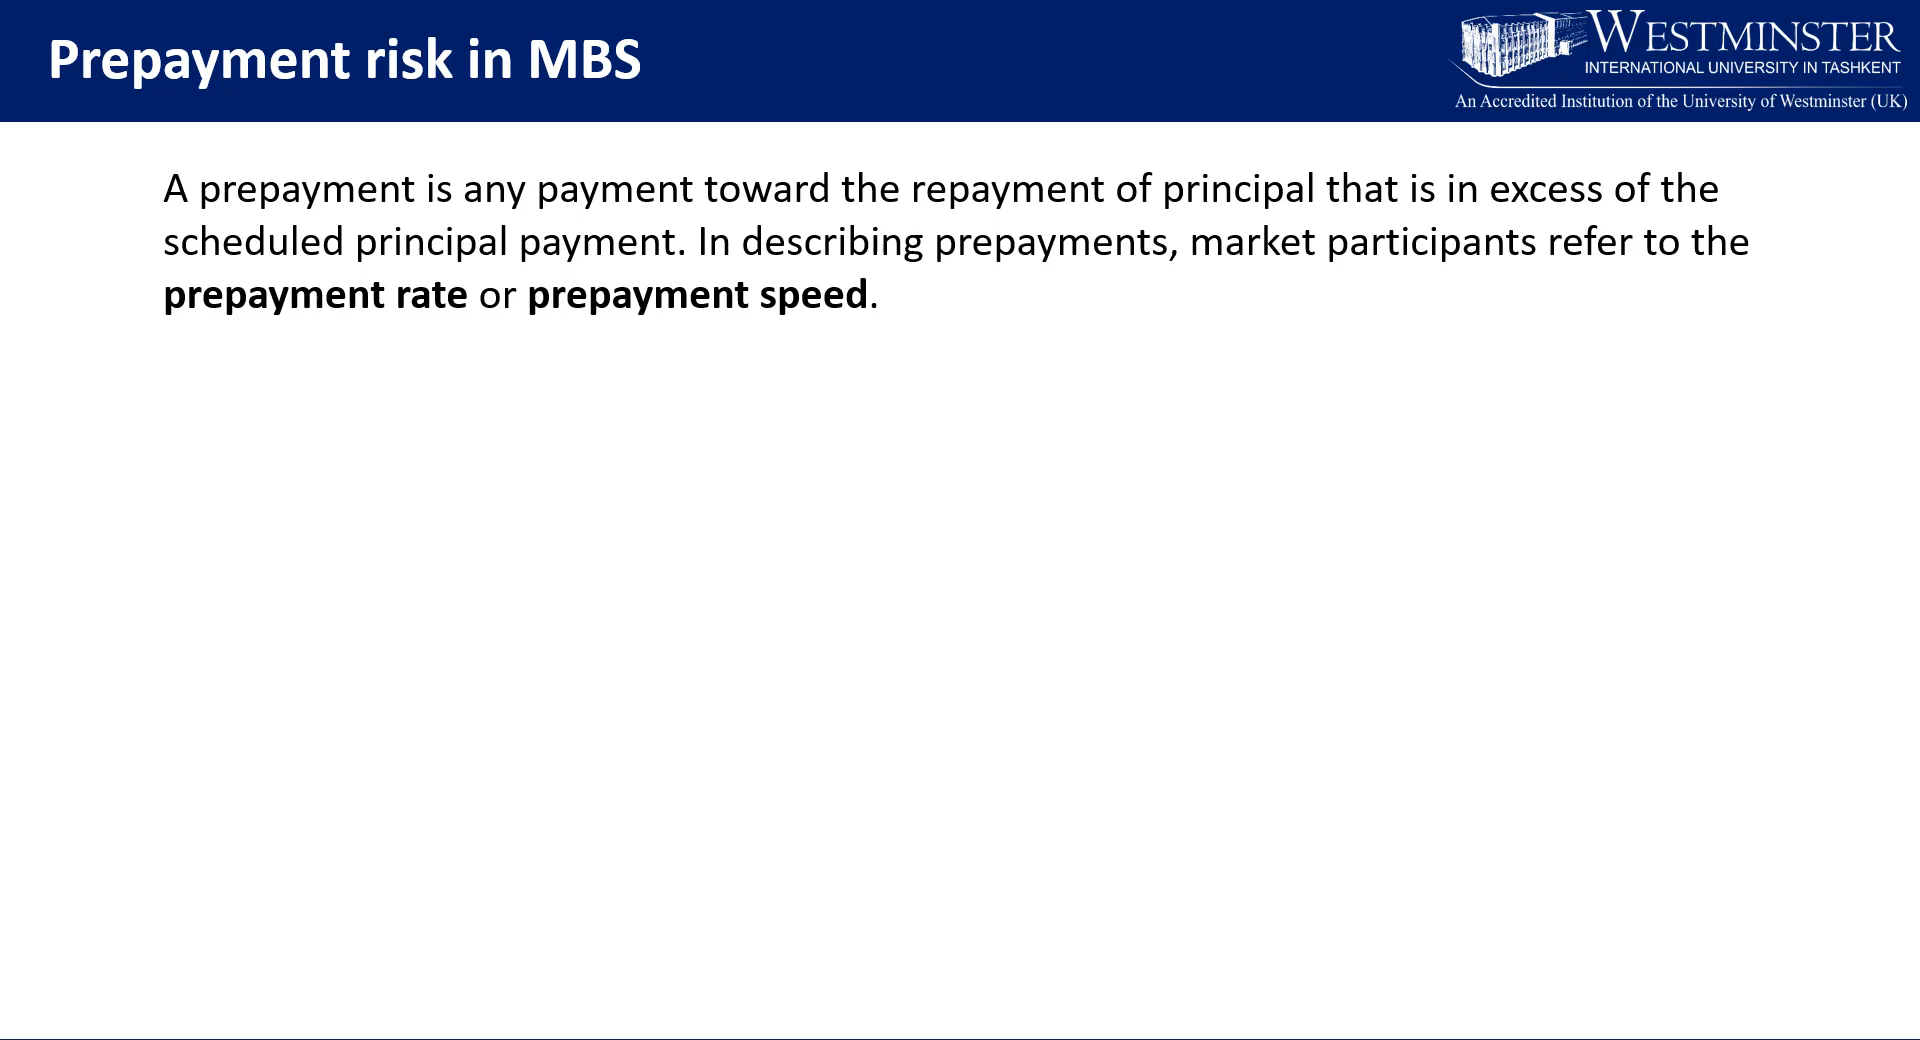 Prepayment risk in MBS
WESTMINSTER
INTERNATIONAL UNIVERSITY IN TASHKENT
An Accredited Institution of the University of Westminster (UK)
A prepayment is any payment toward the repayment of principal that is in excess of the
scheduled principal payment. In describing prepayments, market participants refer to the
prepayment rate or prepayment speed.